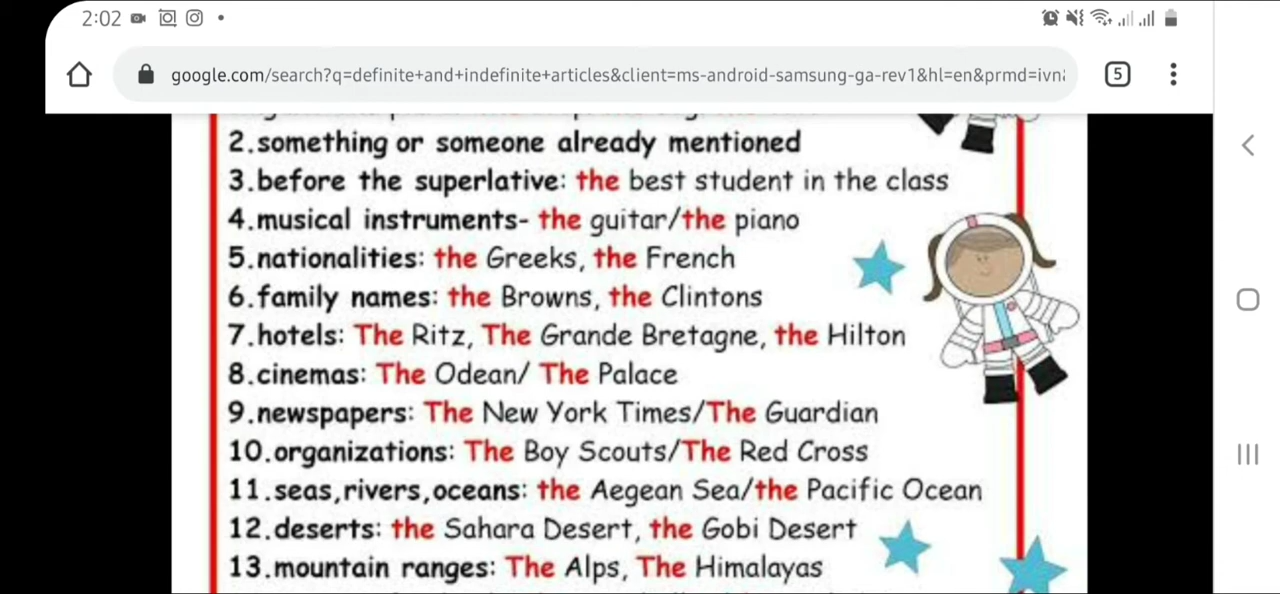 2:02
google.com/search?q=definite+and+indefinite+articles&client=ms-android-samsung-ga-rev1&hl=en&prmd=ivn
5
2.something or someone already mentioned
3.before the superlative: the best student in the class
4.musical instruments- the guitar/the piano
5.nationalities: the Greeks, the French
6.family names: the Browns, the Clintons
7.hotels: The Ritz, The Grande Bretagne, the Hilton
8.cinemas: The Odean/ The Palace
9.newspapers: The New York Times/The Guardian
10.organizations: The Boy Scouts/The Red Cross
11.seas,rivers,oceans: the Aegean Sea/the Pacific Ocean
12.deserts: the Sahara Desert, the Gobi Desert
13.mountain ranges: The Alps, The Himalayas